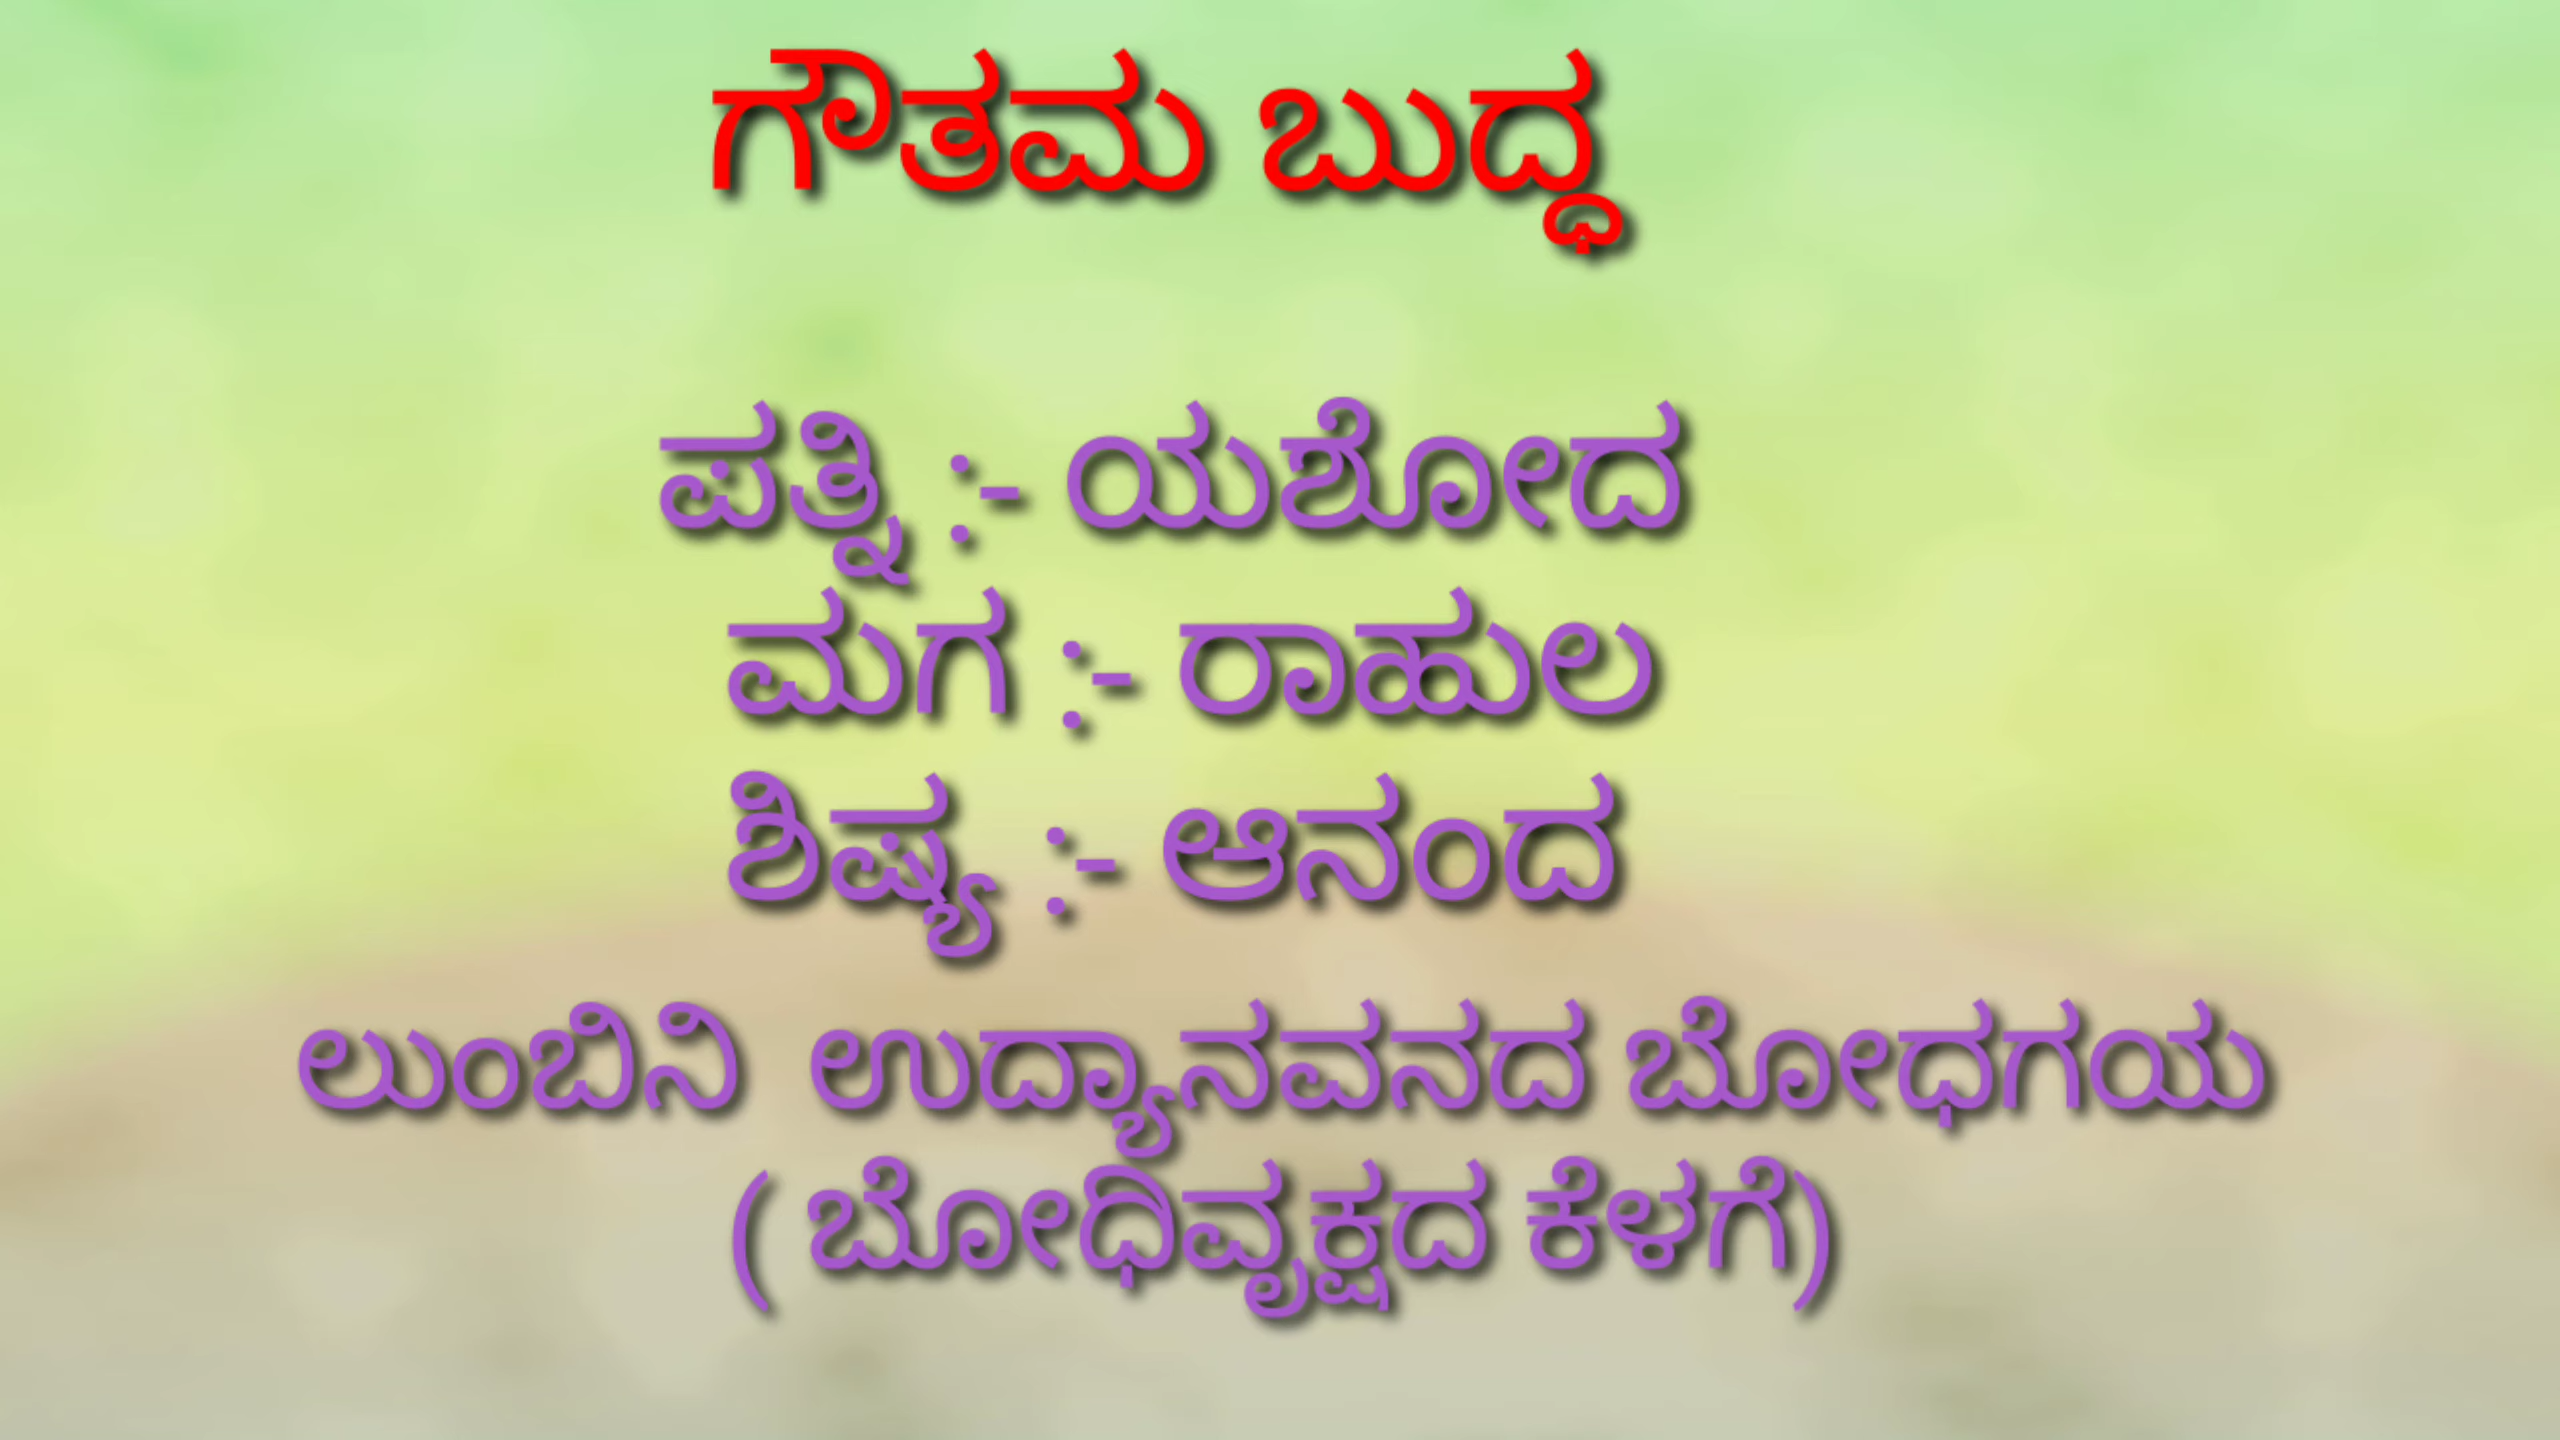 ಗೌತಮ ಬುದ್ಧ
ಪತ್ನಿ :- ಯಶೋದ
ಮಗ :- ರಾಹುಲ
ಶಿಷ್ಯ :- ಆನಂದ
ಲುಂಬಿನಿ ಉದ್ಯಾನವನದ ಬೋಧಗಯ
( ಬೋಧಿವೃಕ್ಷದ ಕೆಳಗೆ)